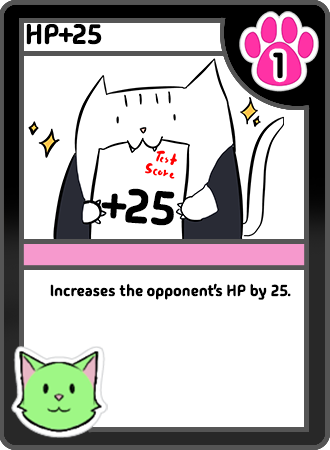 HP+25
1
Test
Score
+25
Increases the opponent's HP by 25.